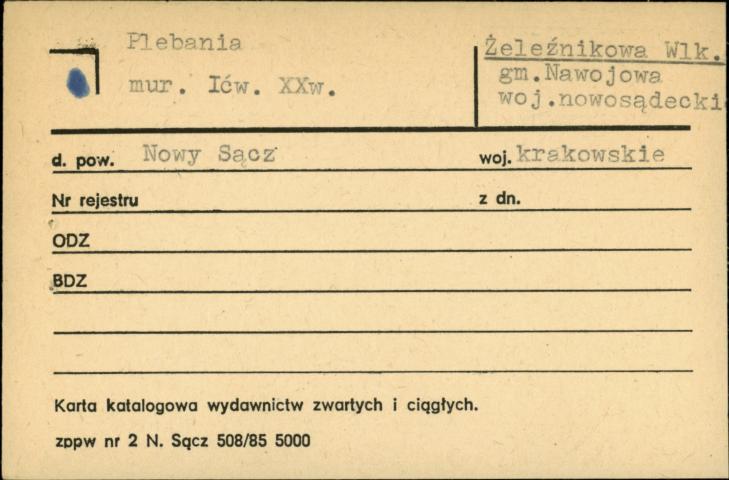 Plebania
mur. Ićw. XXw.
Żeleźnikowa Wlk.
gm.Nawojowa
woj.nowosądecki
d. pow. Nowy Sącz woj. krakowskie
Nr rejestru z dn.
ODZ
BDZ
Karta katalogowa wydawnictw zwartych i ciągłych.
zppw nr 2 N. Sącz 508/85 5000